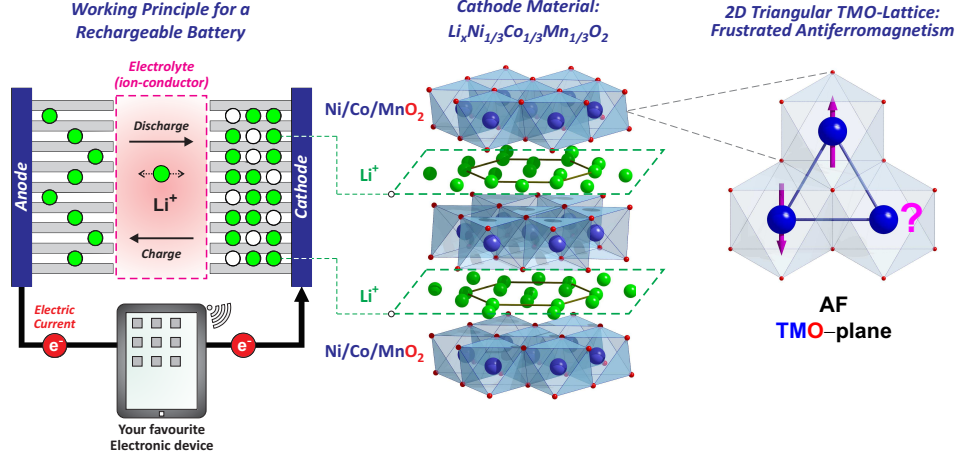 Working Principle for a
Rechargeable Battery
Electrolyte
(ion-conductor)
Anode
Discharge
Li+
Charge
Cathode
Electric
Current
e-
e-
Your favourite
Electronic device
Cathode Material:
LixNi1/3Co1/3Mn1/3O2
Ni/Co/MnO2
Li+
Li+
Ni/Co/MnO2
2D Triangular TMO-Lattice:
Frustrated Antiferromagnetism
?
AF
TMO–plane